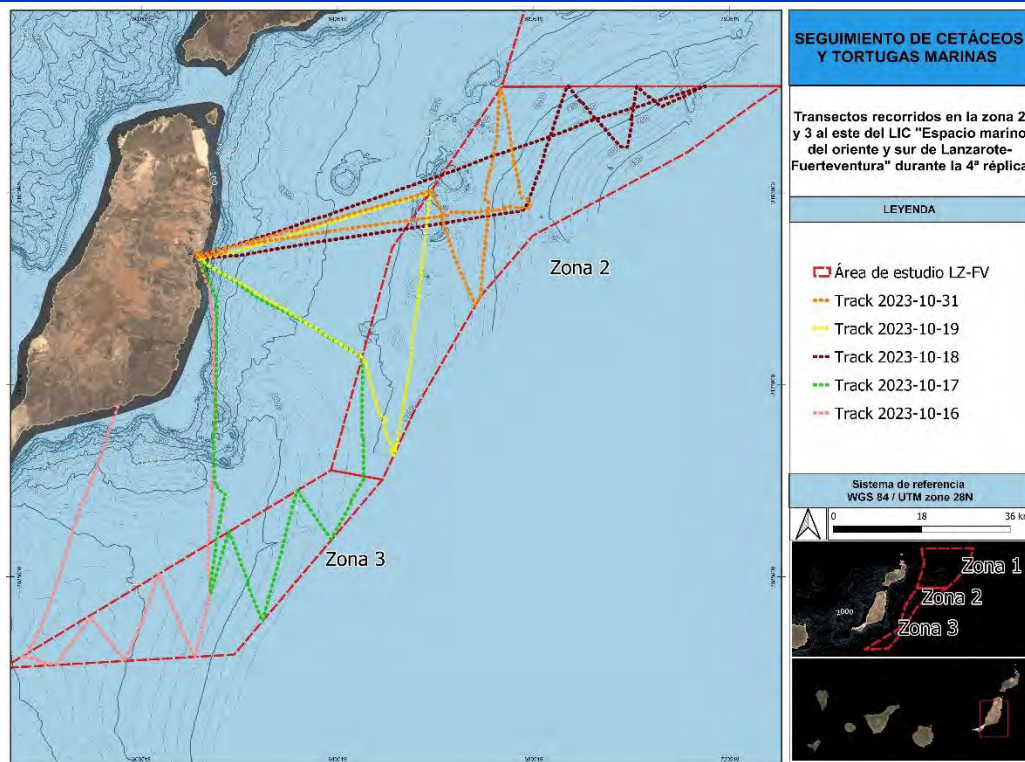 SEGUIMIENTO DE CETÁCEOS
Y TORTUGAS MARINAS
Transectos recorridos en la zona 2
y 3 al este del LIC "Espacio marino
del oriente y sur de Lanzarote-
Fuerteventura" durante la 4ª réplica
LEYENDA
Área de estudio LZ-FV
Track 2023-10-31
Track 2023-10-19
Track 2023-10-18
Track 2023-10-17
Track 2023-10-16
Sistema de referencia
WGS 84 / UTM zone 28N
0 18 36 km
Zona 2
Zona 3
Zona 1
Zona 2
Zona 3